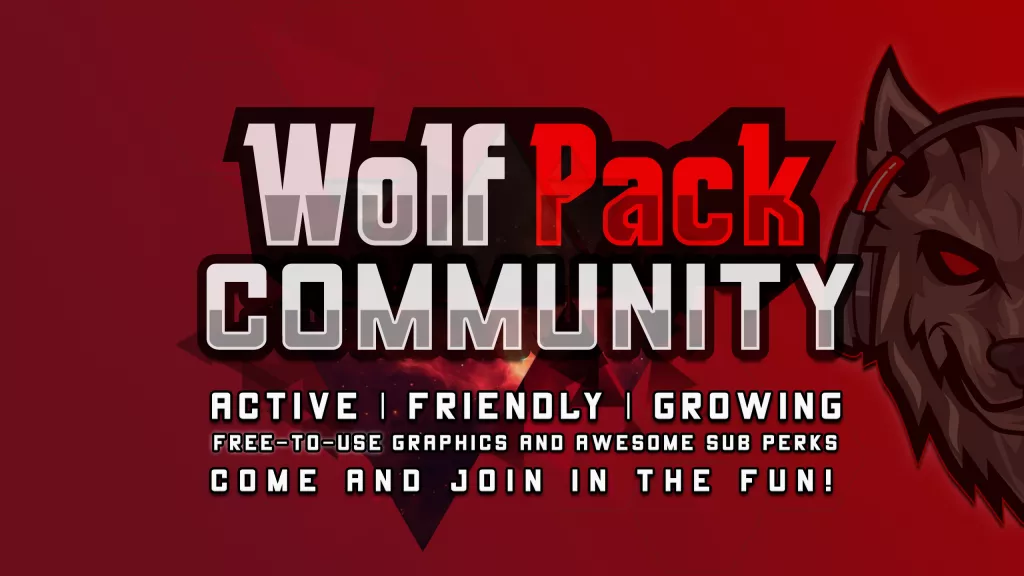 Wolf Pack
COMMUNITY
ACTIVE | FRIENDLY | GROWING
FREE-TO-USE GRAPHICS AND AWESOME SUB PERKS
COME AND JOIN IN THE FUN!